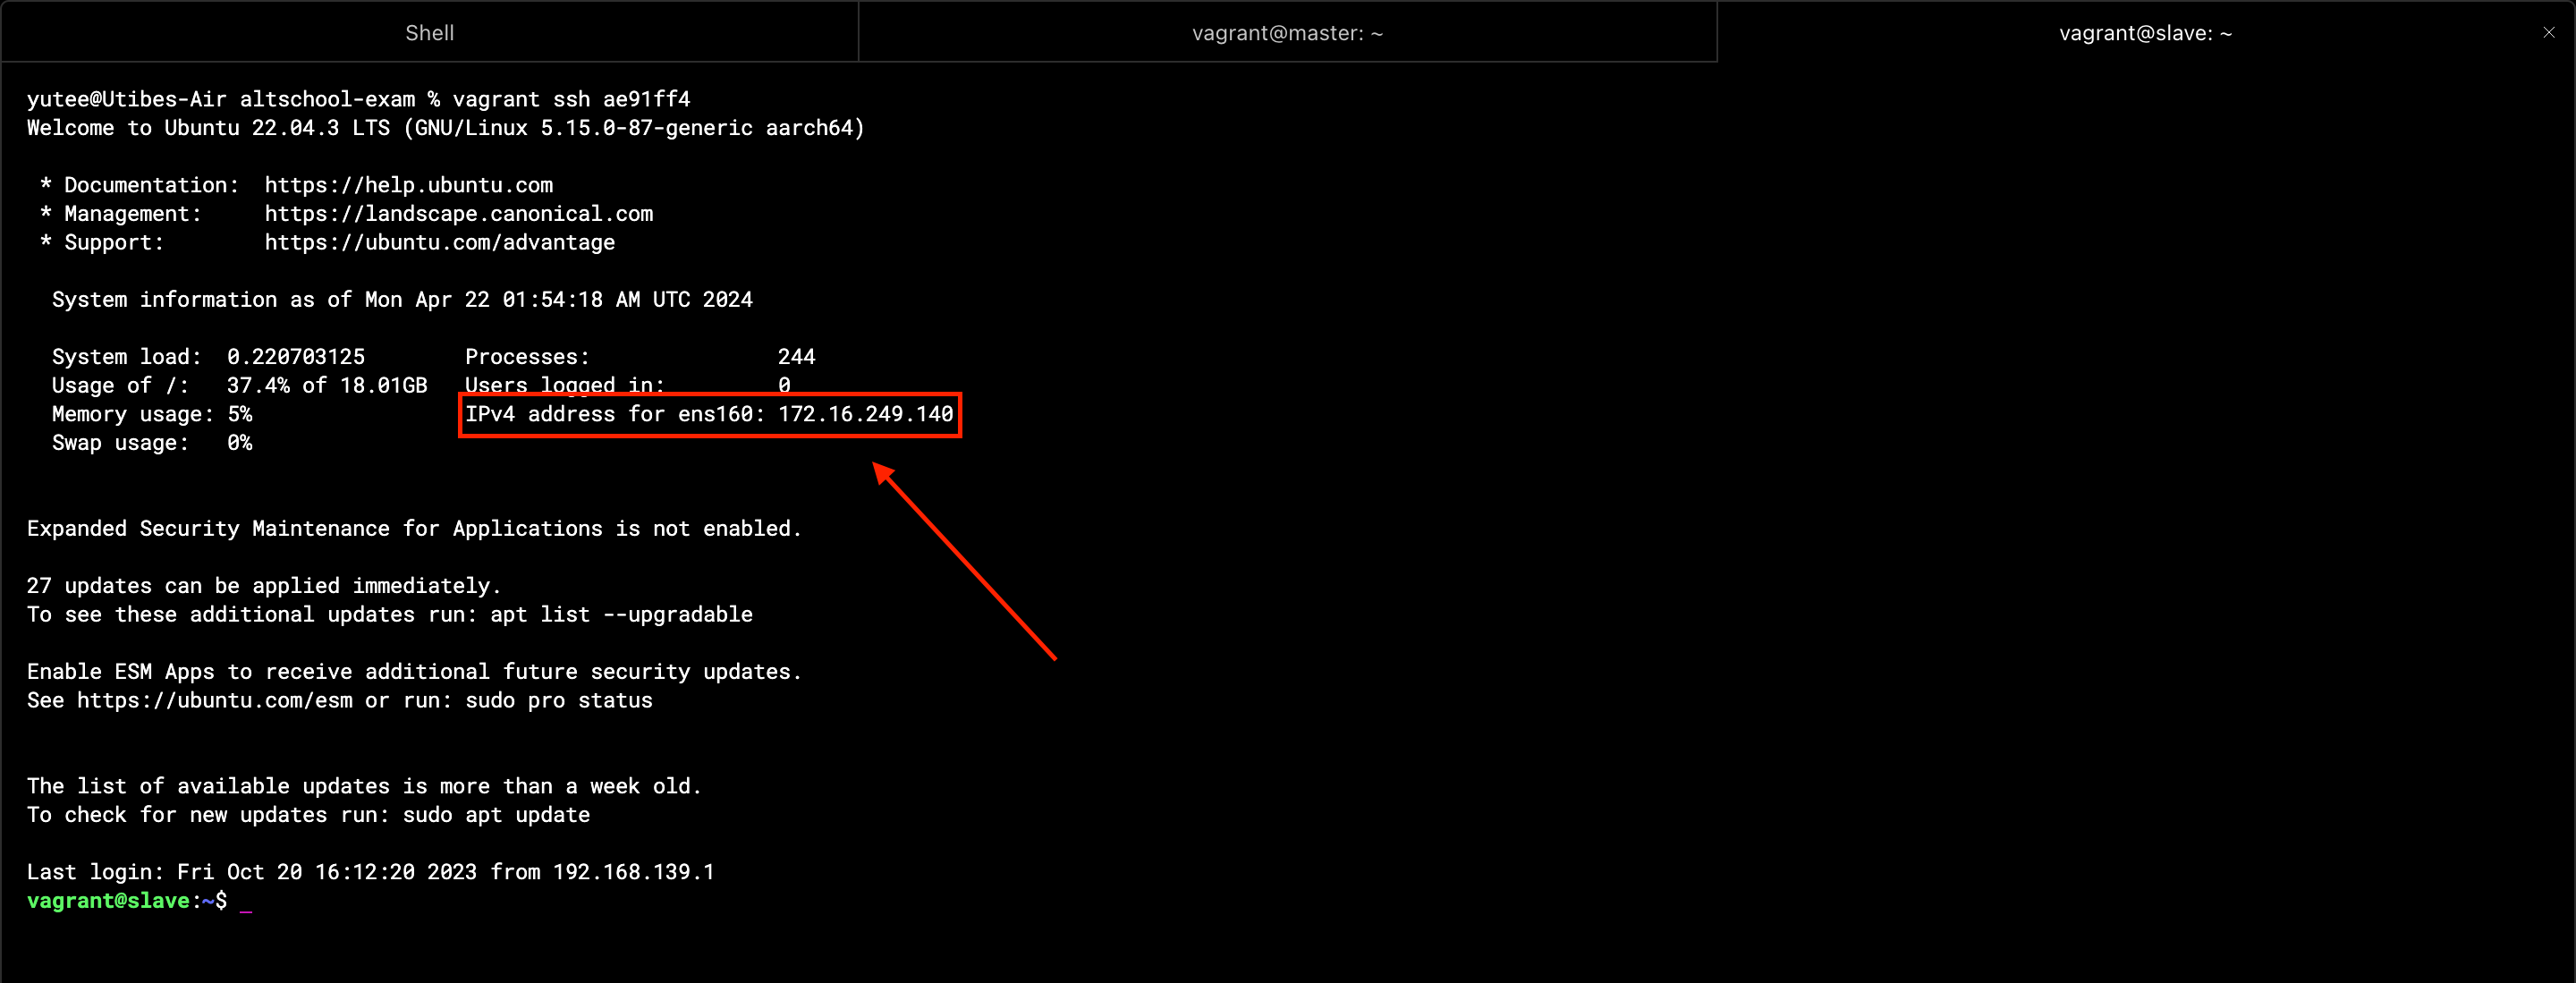 Shell
vagrant@master: ~
vagrant@slave: ~
yutee@Utibes-Air altschool-exam % vagrant ssh ae91ff4
Welcome to Ubuntu 22.04.3 LTS (GNU/Linux 5.15.0-87-generic aarch64)
* Documentation:  https://help.ubuntu.com
* Management:     https://landscape.canonical.com
* Support:        https://ubuntu.com/advantage
System information as of Mon Apr 22 01:54:18 AM UTC 2024
System load:  0.220703125        Processes:               244
Usage of /:   37.4% of 18.01GB   Users logged in:         0
Memory usage: 5%                 IPv4 address for ens160: 172.16.249.140
Swap usage:   0%
Expanded Security Maintenance for Applications is not enabled.
27 updates can be applied immediately.
To see these additional updates run: apt list --upgradable
Enable ESM Apps to receive additional future security updates.
See https://ubuntu.com/esm or run: sudo pro status
The list of available updates is more than a week old.
To check for new updates run: sudo apt update
Last login: Fri Oct 20 16:12:20 2023 from 192.168.139.1
vagrant@slave:~$ _